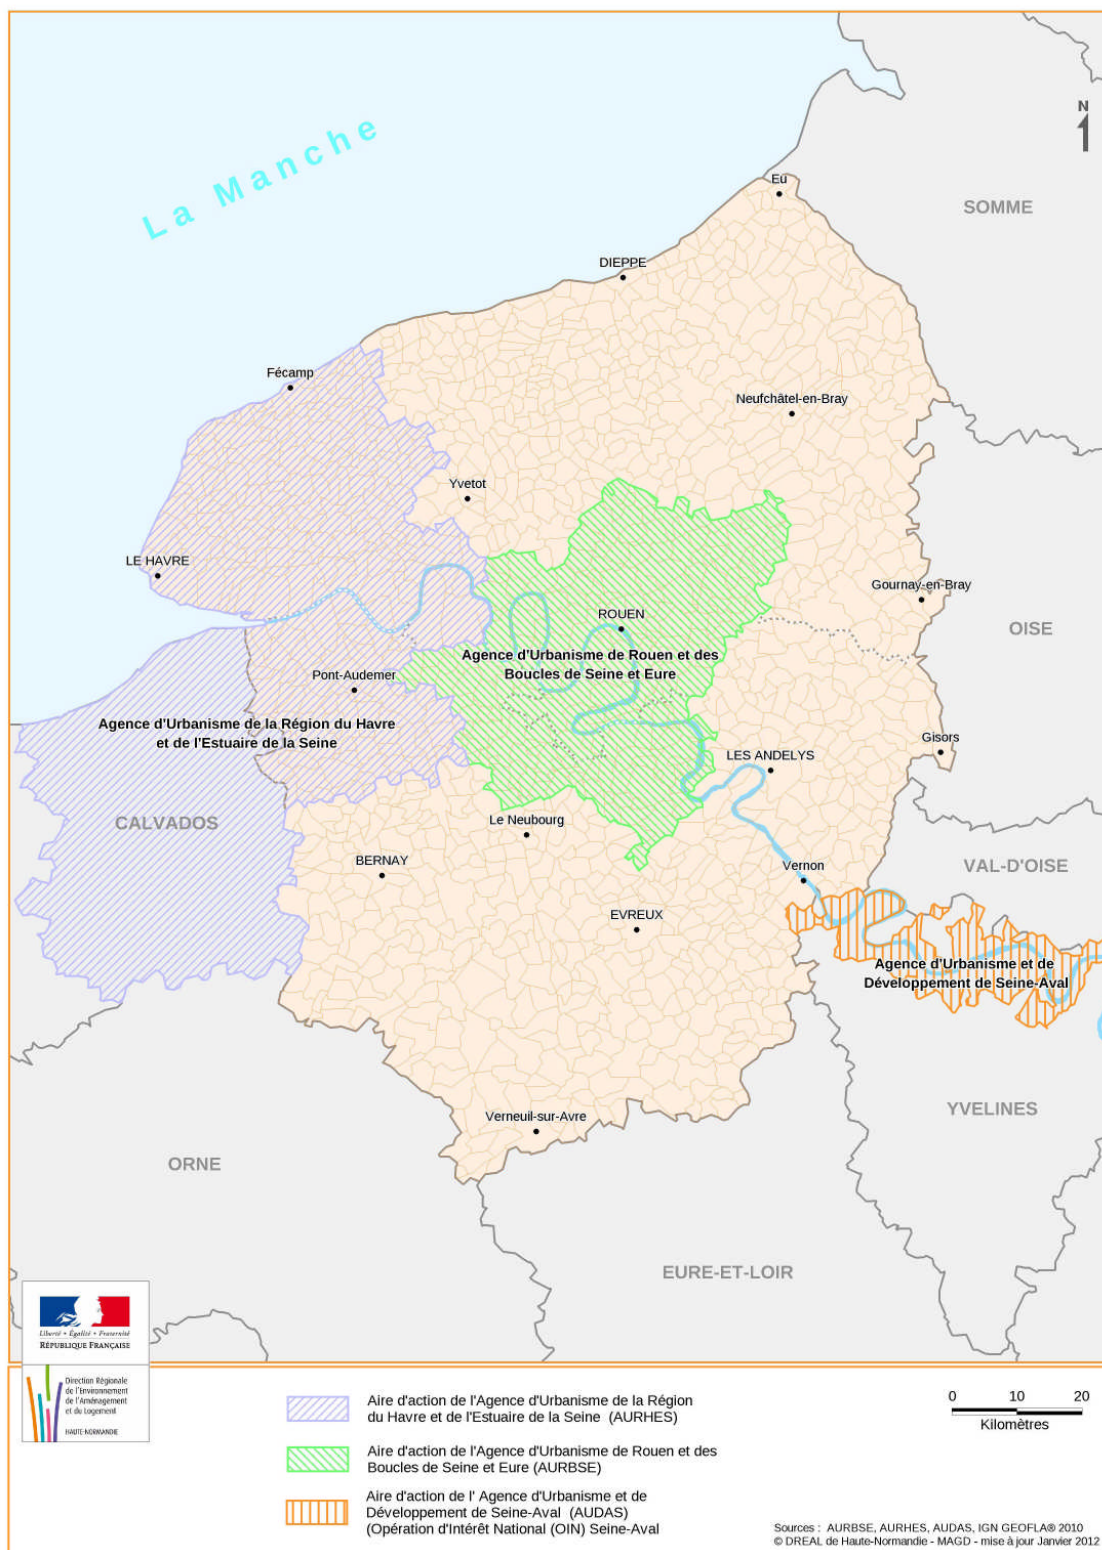 La Manche
N
SOMME
Eu
DIEPPE
Fécamp
Neufchâtel-en-Bray
Yvetot
LE HAVRE
Gournay-en-Bray
ROUEN
OISE
Agence d'Urbanisme de Rouen et des
Boucles de Seine et Eure
Pont-Audemer
Agence d'Urbanisme de la Région du Havre
et de l'Estuaire de la Seine
Gisors
LES ANDELYS
CALVADOS
Le Neubourg
BERNAY
VAL-D'OISE
Vernon
EVREUX
Agence d'Urbanisme et de
Développement de Seine-Aval
YVELINES
Verneuil-sur-Avre
ORNE
EURE-ET-LOIR
Liberté • Égalité • Fraternité
RÉPUBLIQUE FRANÇAISE
Direction Régionale
de l'Environnement
de l'Aménagement
et du Logement
HAUTE-NORMANDIE
Aire d'action de l'Agence d'Urbanisme de la Région
du Havre et de l'Estuaire de la Seine (AURHES)
Aire d'action de l'Agence d'Urbanisme de Rouen et des
Boucles de Seine et Eure (AURBSE)
Aire d'action de l' Agence d'Urbanisme et de
Développement de Seine-Aval (AUDAS)
(Opération d'Intérêt National (OIN) Seine-Aval
0 10 20
Kilomètres
Sources : AURBSE, AURHES, AUDAS, IGN GEOFLA® 2010
© DREAL de Haute-Normandie - MAGD - mise à jour Janvier 2012